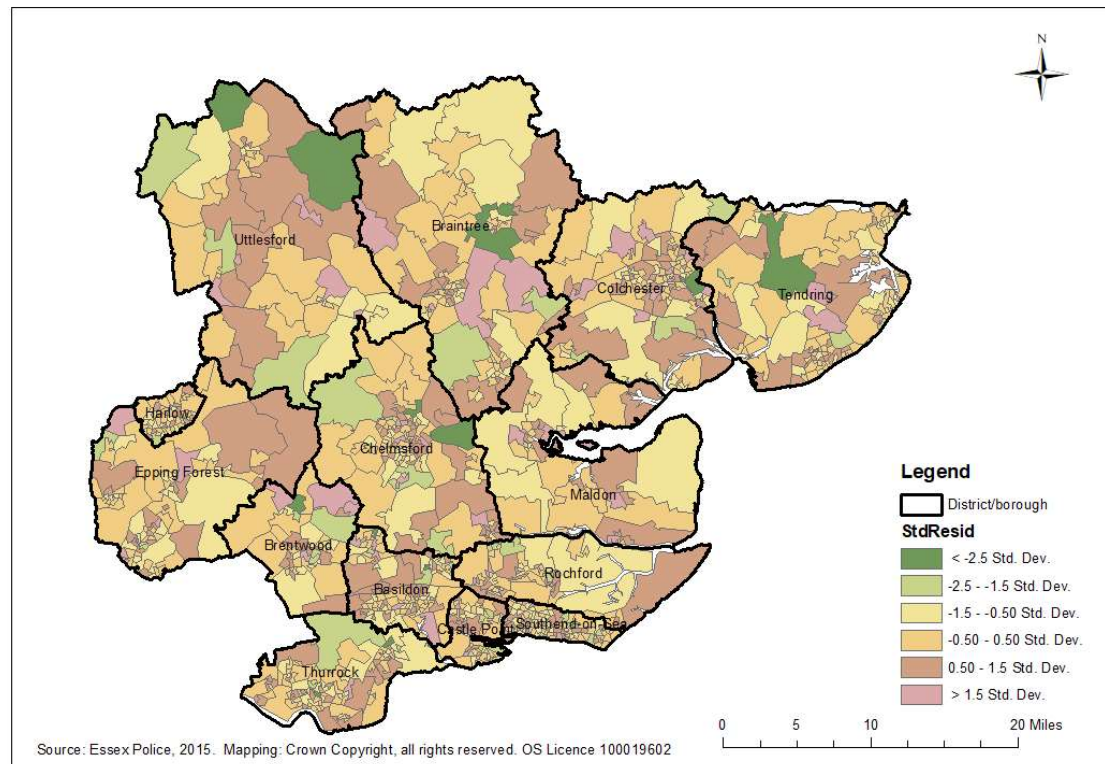 N
Uttlesford
Braintree
Colchester
Tendring
Harlow
Epping Forest
Chelmsford
Maldon
Brentwood
Rochford
Basildon
Castle Point
Southend-on-Sea
Thurrock
Legend
District/borough
StdResid
< -2.5 Std. Dev.
-2.5 - -1.5 Std. Dev.
-1.5 - -0.50 Std. Dev.
-0.50 - 0.50 Std. Dev.
0.50 - 1.5 Std. Dev.
> 1.5 Std. Dev.
0 5 10 20 Miles
Source: Essex Police, 2015. Mapping: Crown Copyright, all rights reserved. OS Licence 100019602